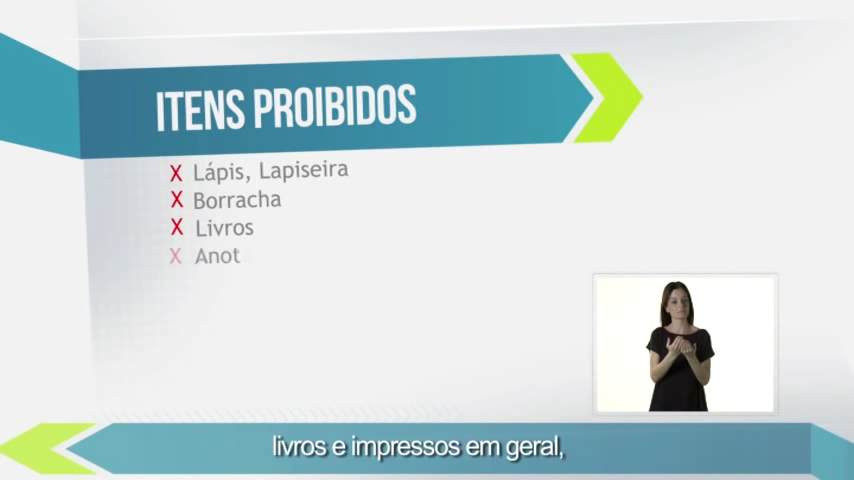 ITENS PROIBIDOS
X Lápis, Lapiseira
X Borracha
X Livros
X Anot
livros e impressos em geral,